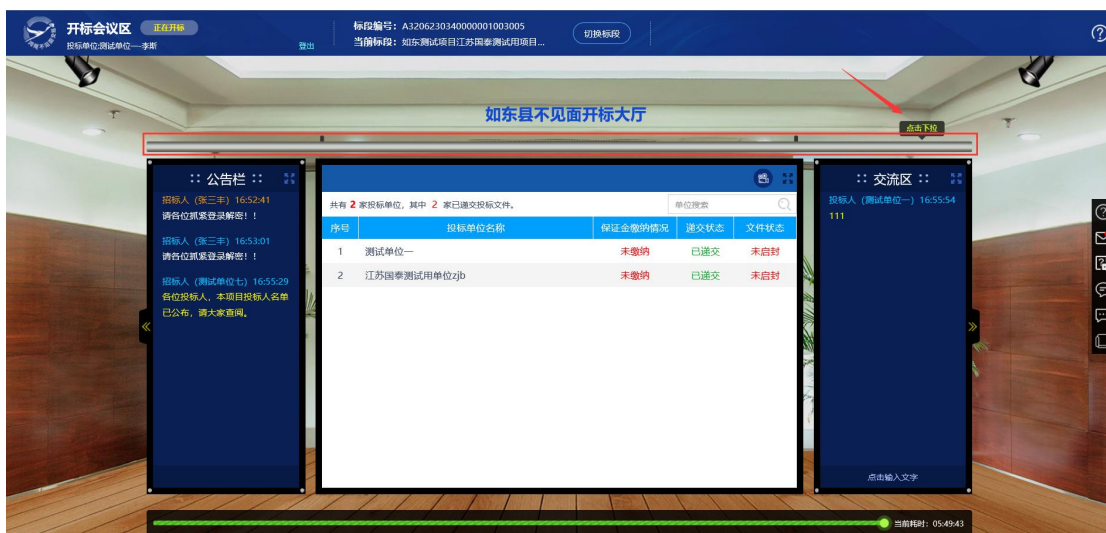 开标会议区 正在开标
投标单位:测试单位一---李斯
登出
标段编号：A3206230340000001003005
当前标段：如东测试项目江苏国泰测试用项目...
切换标段
如东县不见面开标大厅
点击下拉
:: 公告栏 ::
招标人（张三丰）16:52:41
请各位抓紧登录解密！！
招标人（张三丰）16:53:01
请各位抓紧登录解密！！
招标人（测试单位七）16:55:29
各位投标人，本项目投标人名单
已公布，请大家查阅。
共有 2 家投标单位，其中 2 家已递交投标文件。
单位搜索
序号 投标单位名称 保证金缴纳情况 递交状态 文件状态
1 测试单位一 未缴纳 已递交 未启封
2 江苏国泰测试用单位zjb 未缴纳 已递交 未启封
:: 交流区 ::
投标人（测试单位一）16:55:54
111
点击输入文字
当前耗时：05:49:43